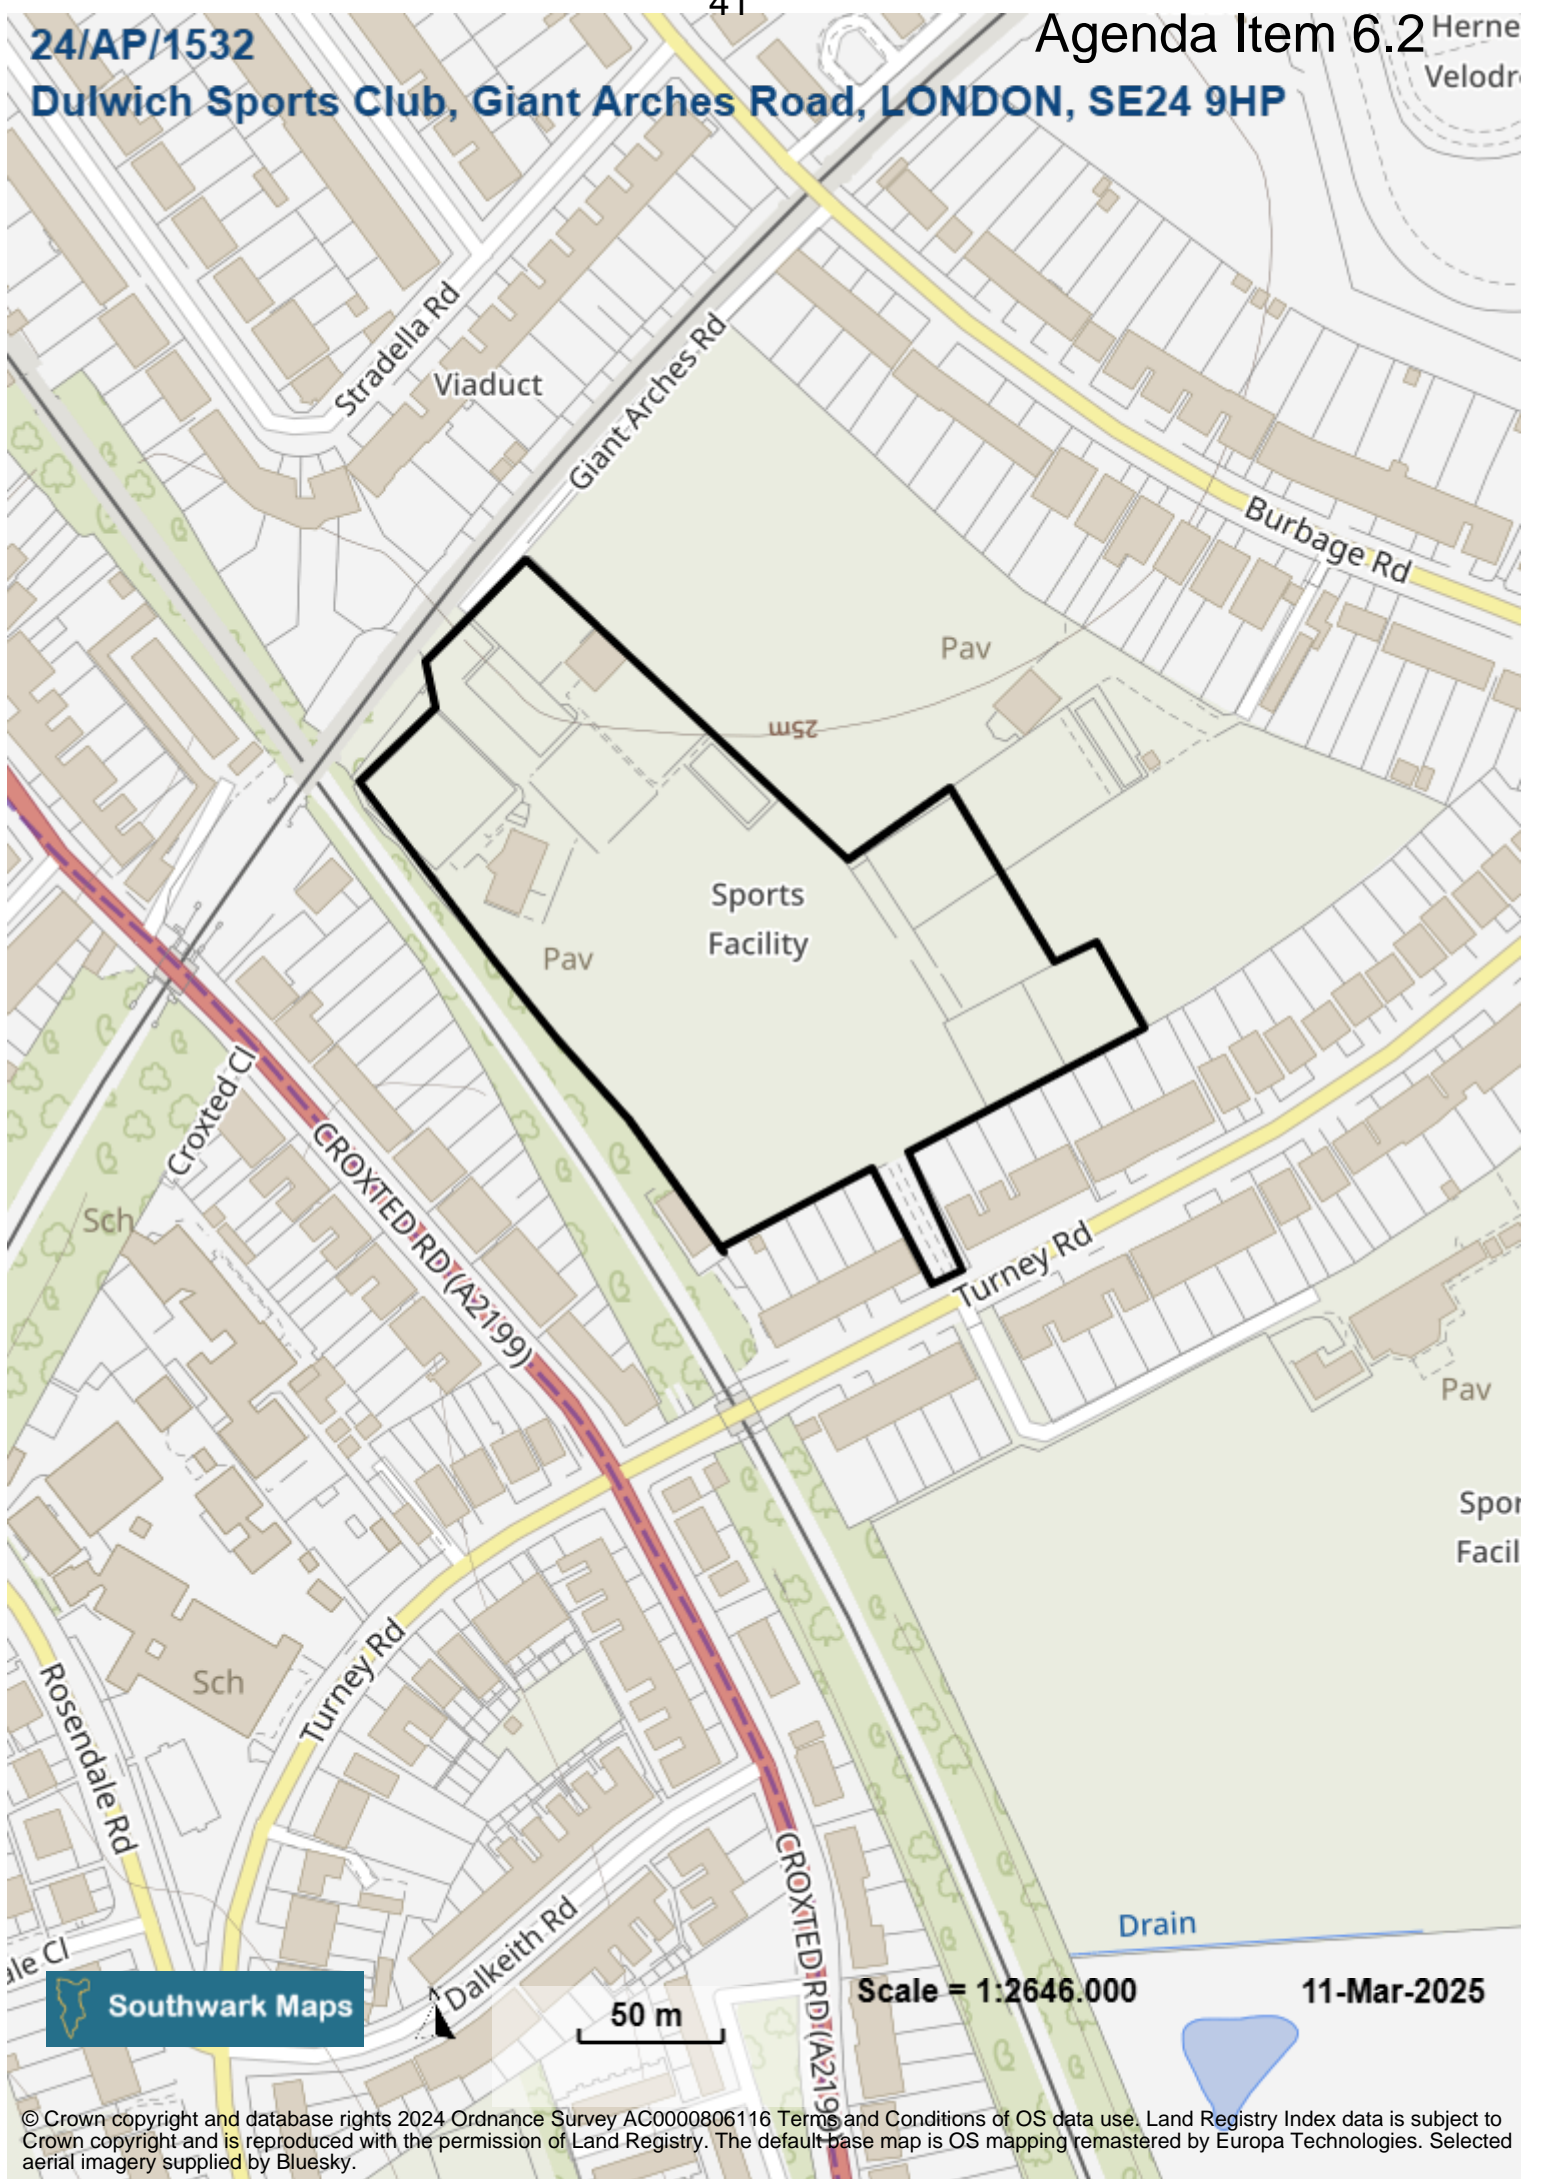 41
Agenda Item 6.2
24/AP/1532
Dulwich Sports Club, Giant Arches Road, LONDON, SE24 9HP
Herne
Stradella Rd
Viaduct
Giant Arches Rd
Burbage Rd
Pav
25m
Sports
Facility
Pav
Croxted Cl
CROXTED RD (A2199)
Sch
Turney Rd
Pav
Turney Rd
Sch
Rosendale Rd
CROXTED RD (A2199)
Dalkeith Rd
Drain
Southwark Maps
N
50 m
Scale = 1:2646.000
11-Mar-2025
© Crown copyright and database rights 2024 Ordnance Survey AC0000806116 Terms and Conditions of OS data use. Land Registry Index data is subject to
Crown copyright and is reproduced with the permission of Land Registry. The default base map is OS mapping remastered by Europa Technologies. Selected
aerial imagery supplied by Bluesky.